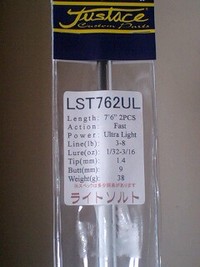 Justace
Custom Parts
LST762UL
Length: 7'6" 2PCS
Action: Fast
Power: Ultra Light
Line(lb) 3-8
Lure(oz) 1/32-3/16
Tip(mm) 1.4
Butt(mm) 9
Weight(g) 38
ライトソルト